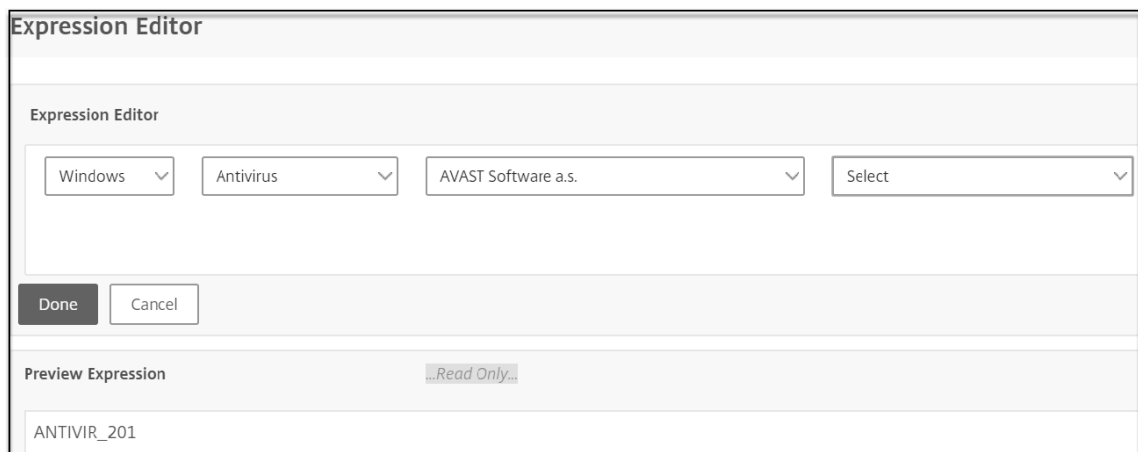 Expression Editor
Expression Editor
Windows Antivirus AVAST Software a.s. Select
Done Cancel
Preview Expression ...Read Only...
ANTIVIR_201